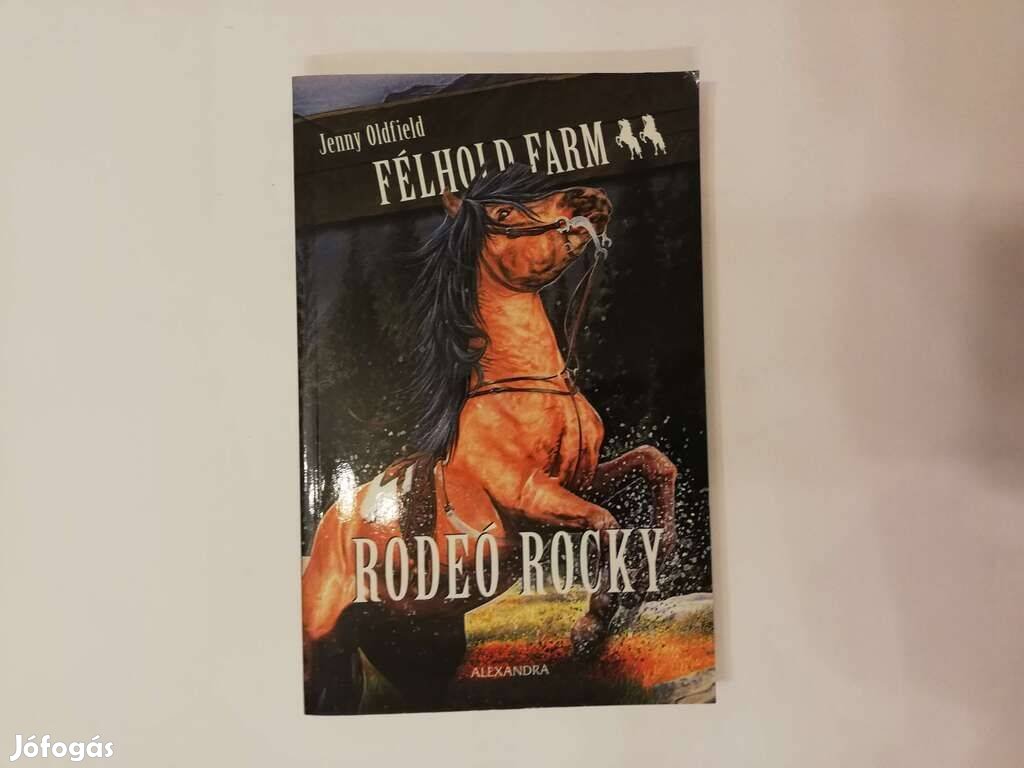 Jenny Oldfield
FÉLHOLD FARM
RODEÓ ROCKY
ALEXANDRA
Jófogás